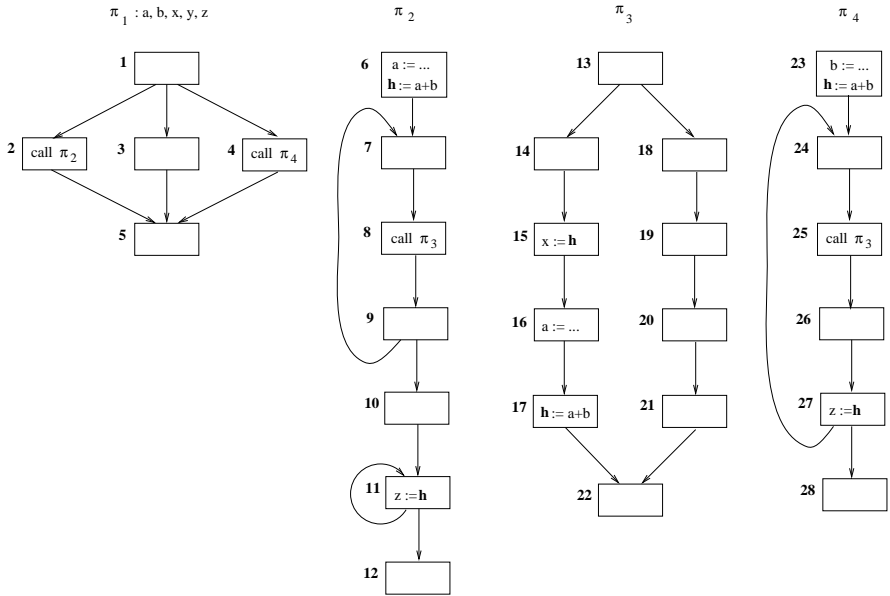 π1 : a, b, x, y, z
π2
π3
π4
1
2
call π2
3
4
call π4
5
6
a := ...
h := a+b
7
8
call π3
9
10
11
z := h
12
13
14
18
15
x := h
19
16
a := ...
20
17
h := a+b
21
22
23
b := ...
h := a+b
24
25
call π3
26
27
z := h
28